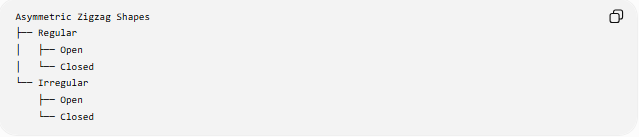 Asymmetric Zigzag Shapes
├── Regular
│   ├── Open
│   └── Closed
└── Irregular
    ├── Open
    └── Closed